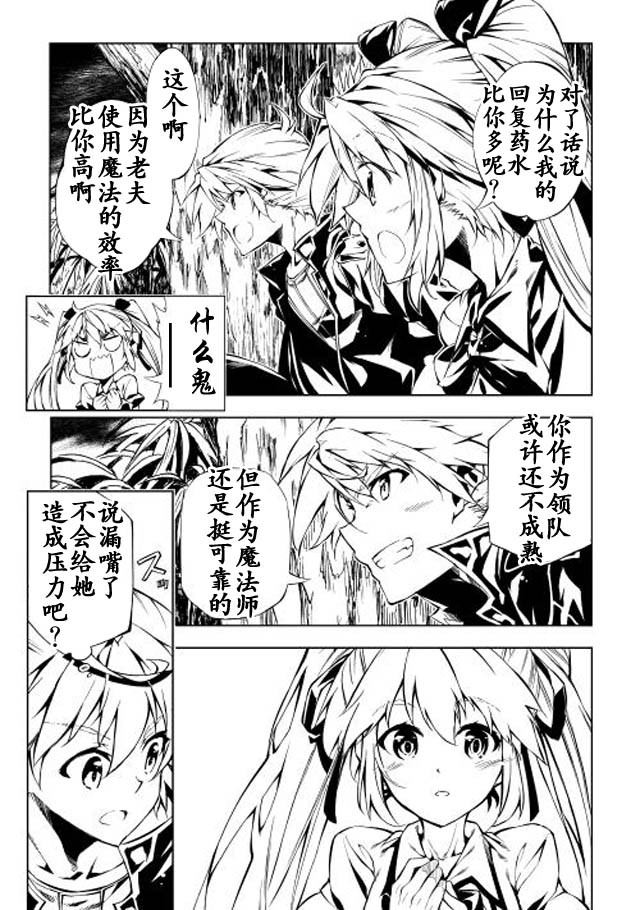 对了话说
为什么我的
回复药水
比你多呢？
这个啊
因为老夫
使用魔法的效率
比你高啊
什么鬼
你作为领队
或许还不成熟
但作为魔法师
还是挺可靠的
说漏嘴了
不会给她
造成压力吧？